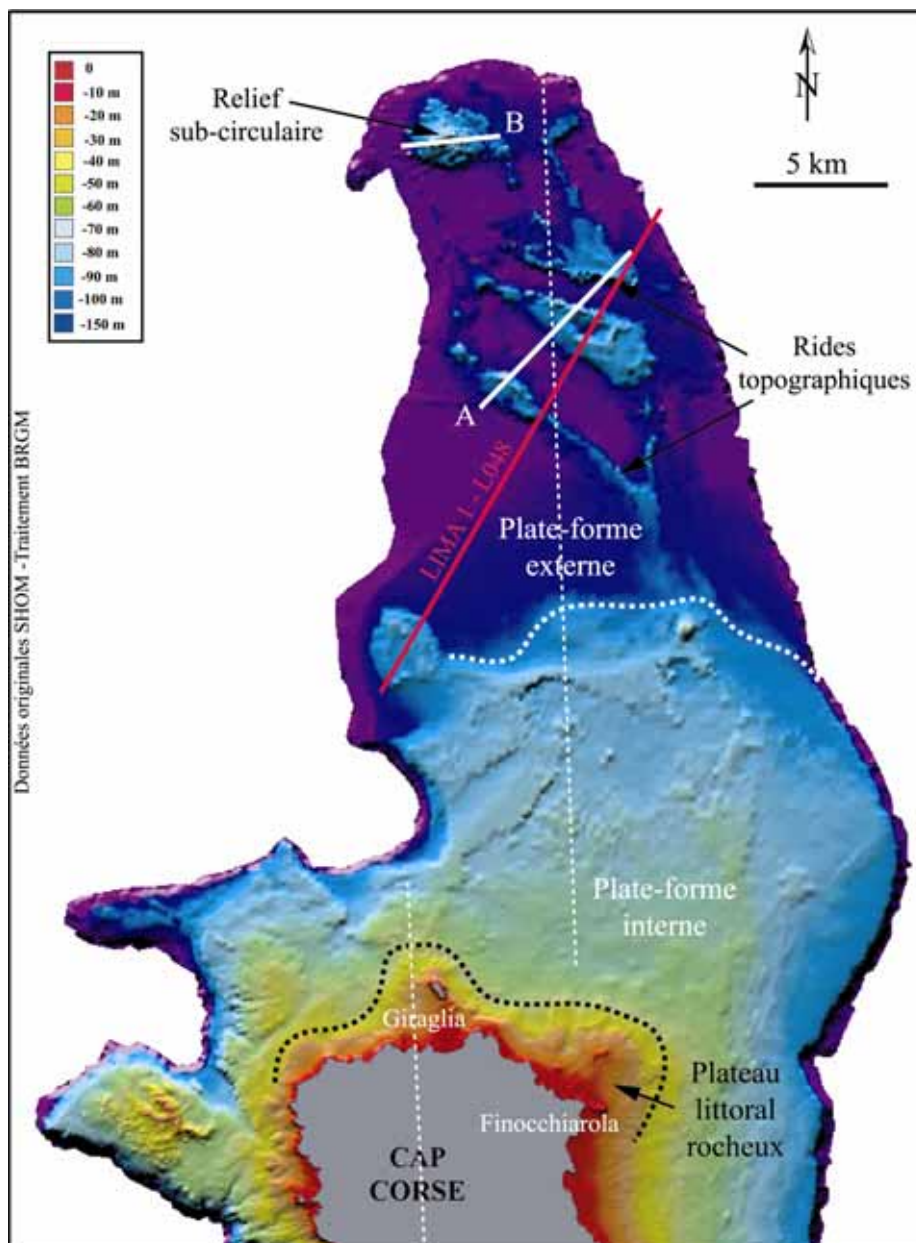 0
-10 m
-20 m
-30 m
-40 m
-50 m
-60 m
-70 m
-80 m
-90 m
-100 m
-150 m
Relief
sub-circulaire
B
N
5 km
Rides
topographiques
A
LIMA 1 - L048
Plate-forme
externe
Données originales SHOM -Traitement BRGM
Plate-forme
interne
Giraglia
Plateau
littoral
rocheux
Finocchiarola
CAP
CORSE